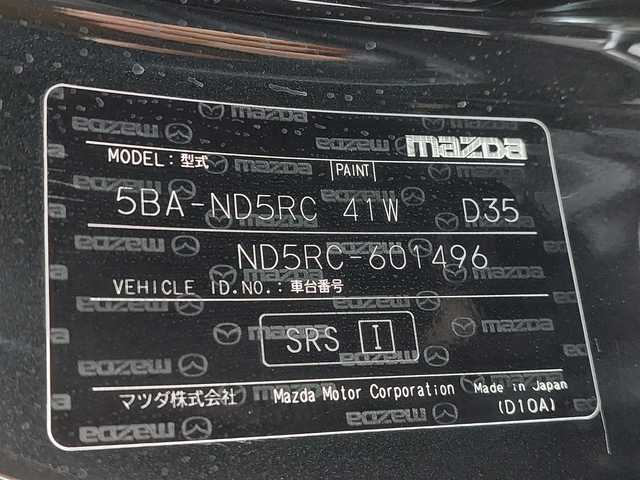 mazda
MODEL: 型式 PAINT
5BA-ND5RC 41W D35
ND5RC-601496
VEHICLE ID.NO.: 車台番号
SRS I
マツダ株式会社 Mazda Motor Corporation Made in Japan
(D10A)